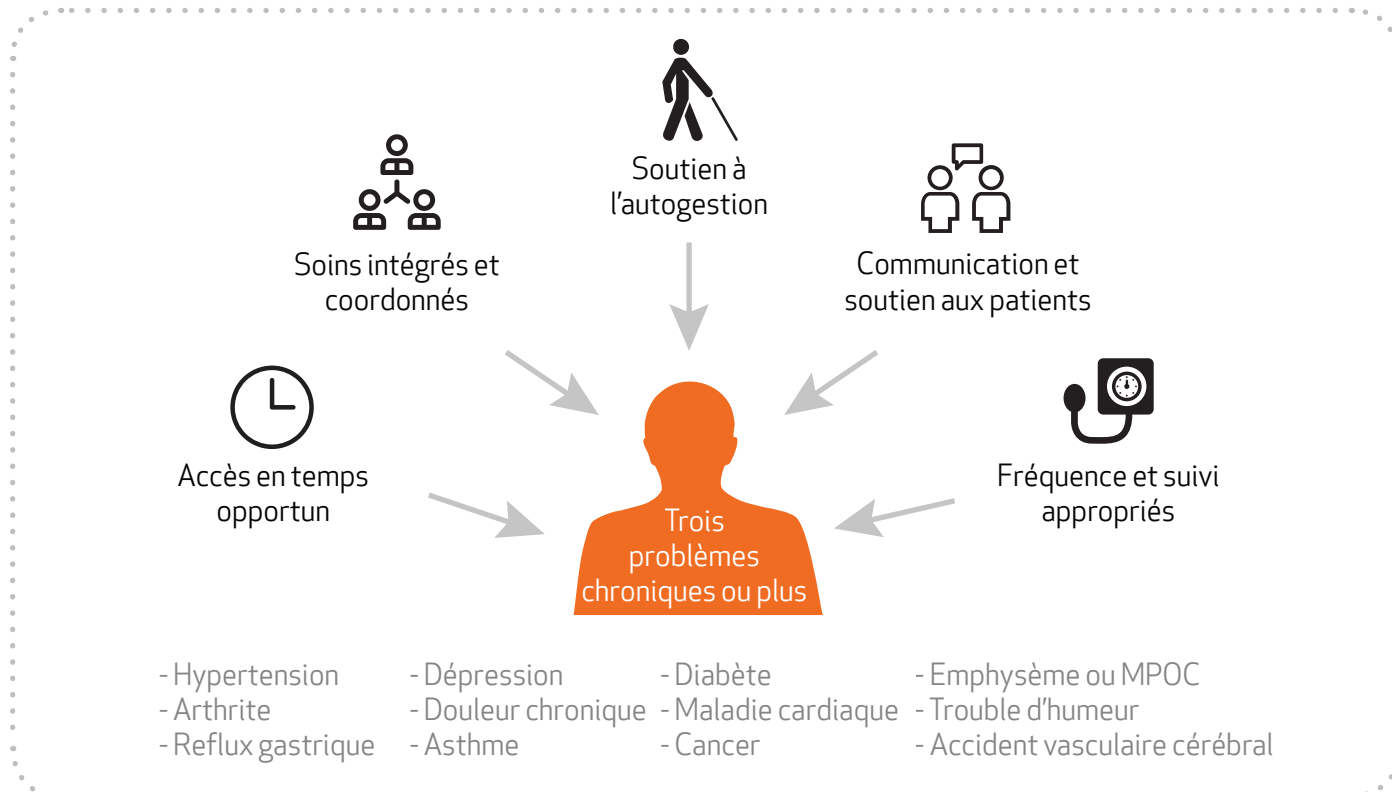 Soutien à
l'autogestion
Soins intégrés et
coordonnés
Communication et
soutien aux patients
Accès en temps
opportun
Fréquence et suivi
appropriés
Trois
problèmes
chroniques ou plus
- Hypertension
- Arthrite
- Reflux gastrique
- Dépression
- Douleur chronique
- Asthme
- Diabète
- Maladie cardiaque
- Cancer
- Emphysème ou MPOC
- Trouble d'humeur
- Accident vasculaire cérébral